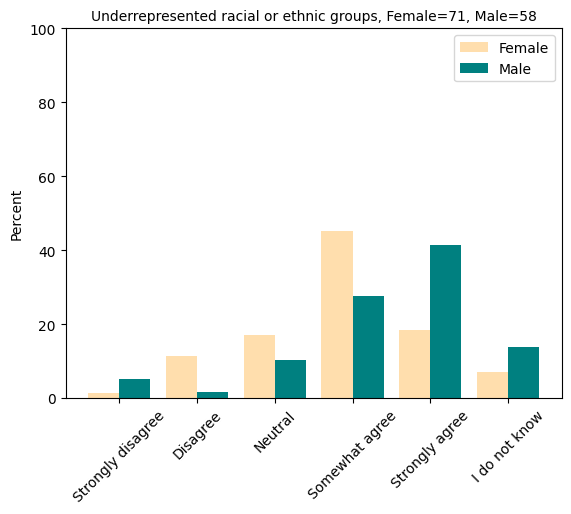 Underrepresented racial or ethnic groups, Female=71, Male=58
100
80
60
40
20
0
Percent
Female
Male
Strongly disagree
Disagree
Neutral
Somewhat agree
Strongly agree
I do not know